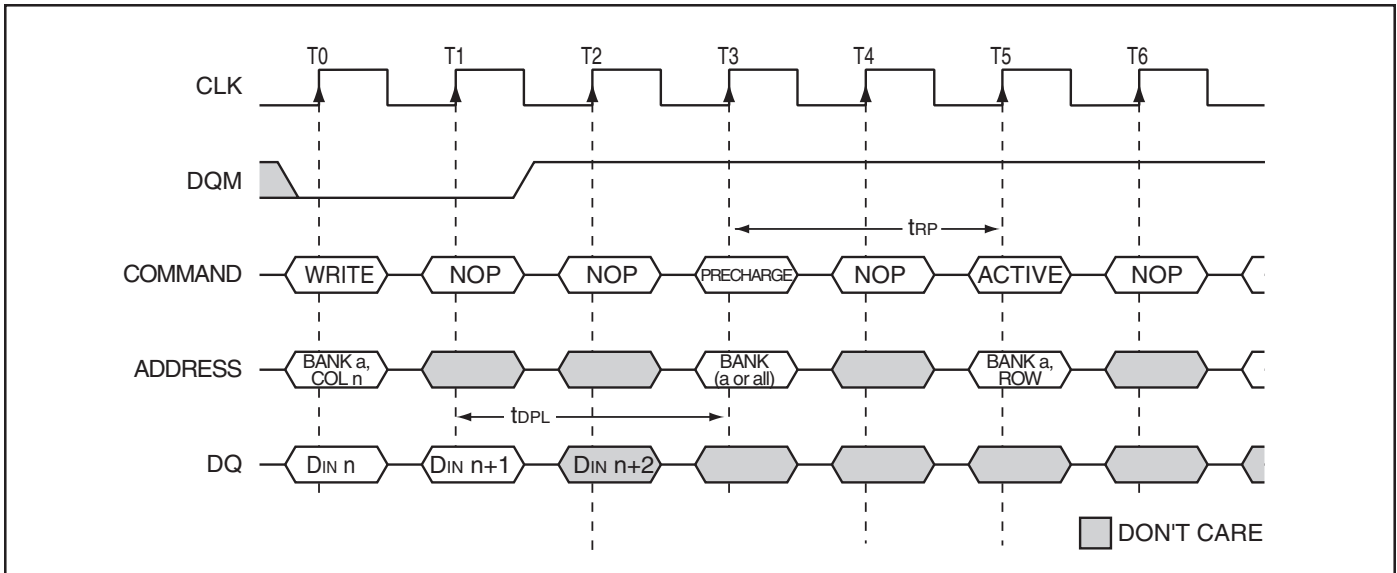 T0 T1 T2 T3 T4 T5 T6
CLK
DQM
tRP
COMMAND WRITE NOP NOP PRECHARGE NOP ACTIVE NOP
ADDRESS BANK a, COL n BANK (a or all) BANK a, ROW
tDPL
DQ DIN n DIN n+1 DIN n+2
DON'T CARE